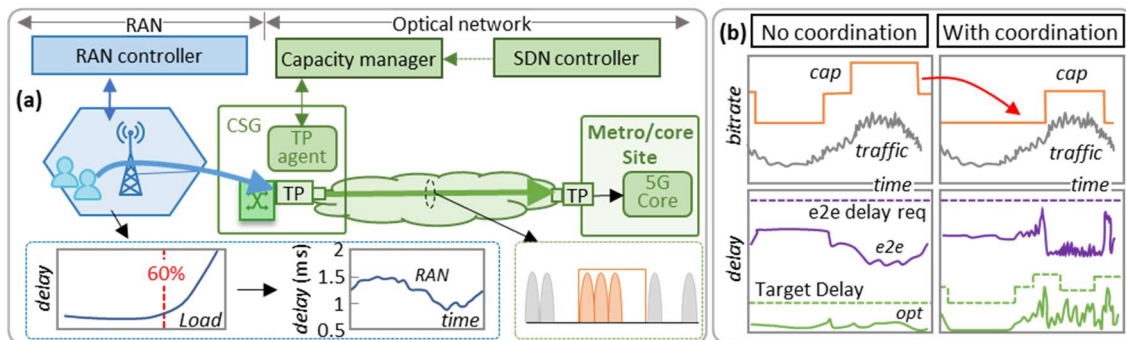 RAN
Optical network
RAN controller
Capacity manager
SDN controller
(a)
CSG
TP
agent
TP
Metro/core
Site
TP
5G
Core
delay
60%
Load
delay (ms)
2
1.5
1
0.5
RAN
time
(b)
No coordination
With coordination
bitrate
cap
traffic
cap
traffic
time
time
delay
e2e delay req
e2e
Target Delay
opt